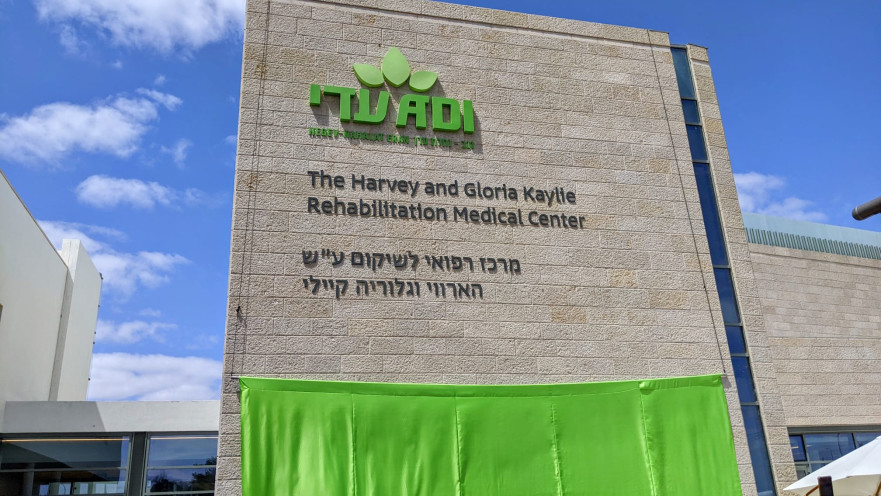 עדי ADI
The Harvey and Gloria Kaylie
Rehabilitation Medical Center
מרכז רפואי לשיקום ע״ש
הארווי וגלוריה קיילי